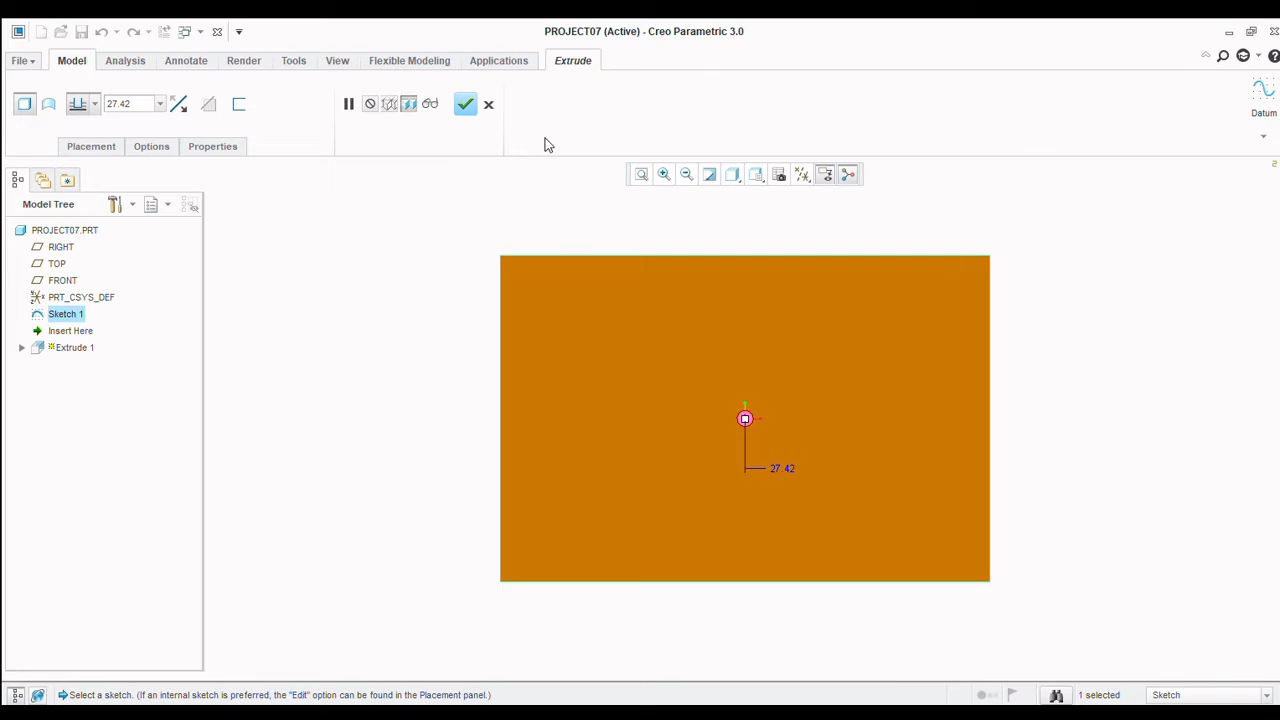 PROJECT07 (Active) - Creo Parametric 3.0
File Model Analysis Annotate Render Tools View Flexible Modeling Applications Extrude
27.42
Datum
Placement Options Properties
2
Model Tree
PROJECT07.PRT
RIGHT
TOP
FRONT
PRT_CSYS_DEF
Sketch 1
Insert Here
Extrude 1
27.42
Select a sketch. (If an internal sketch is preferred, the "Edit" option can be found in the Placement panel.) 1 selected Sketch